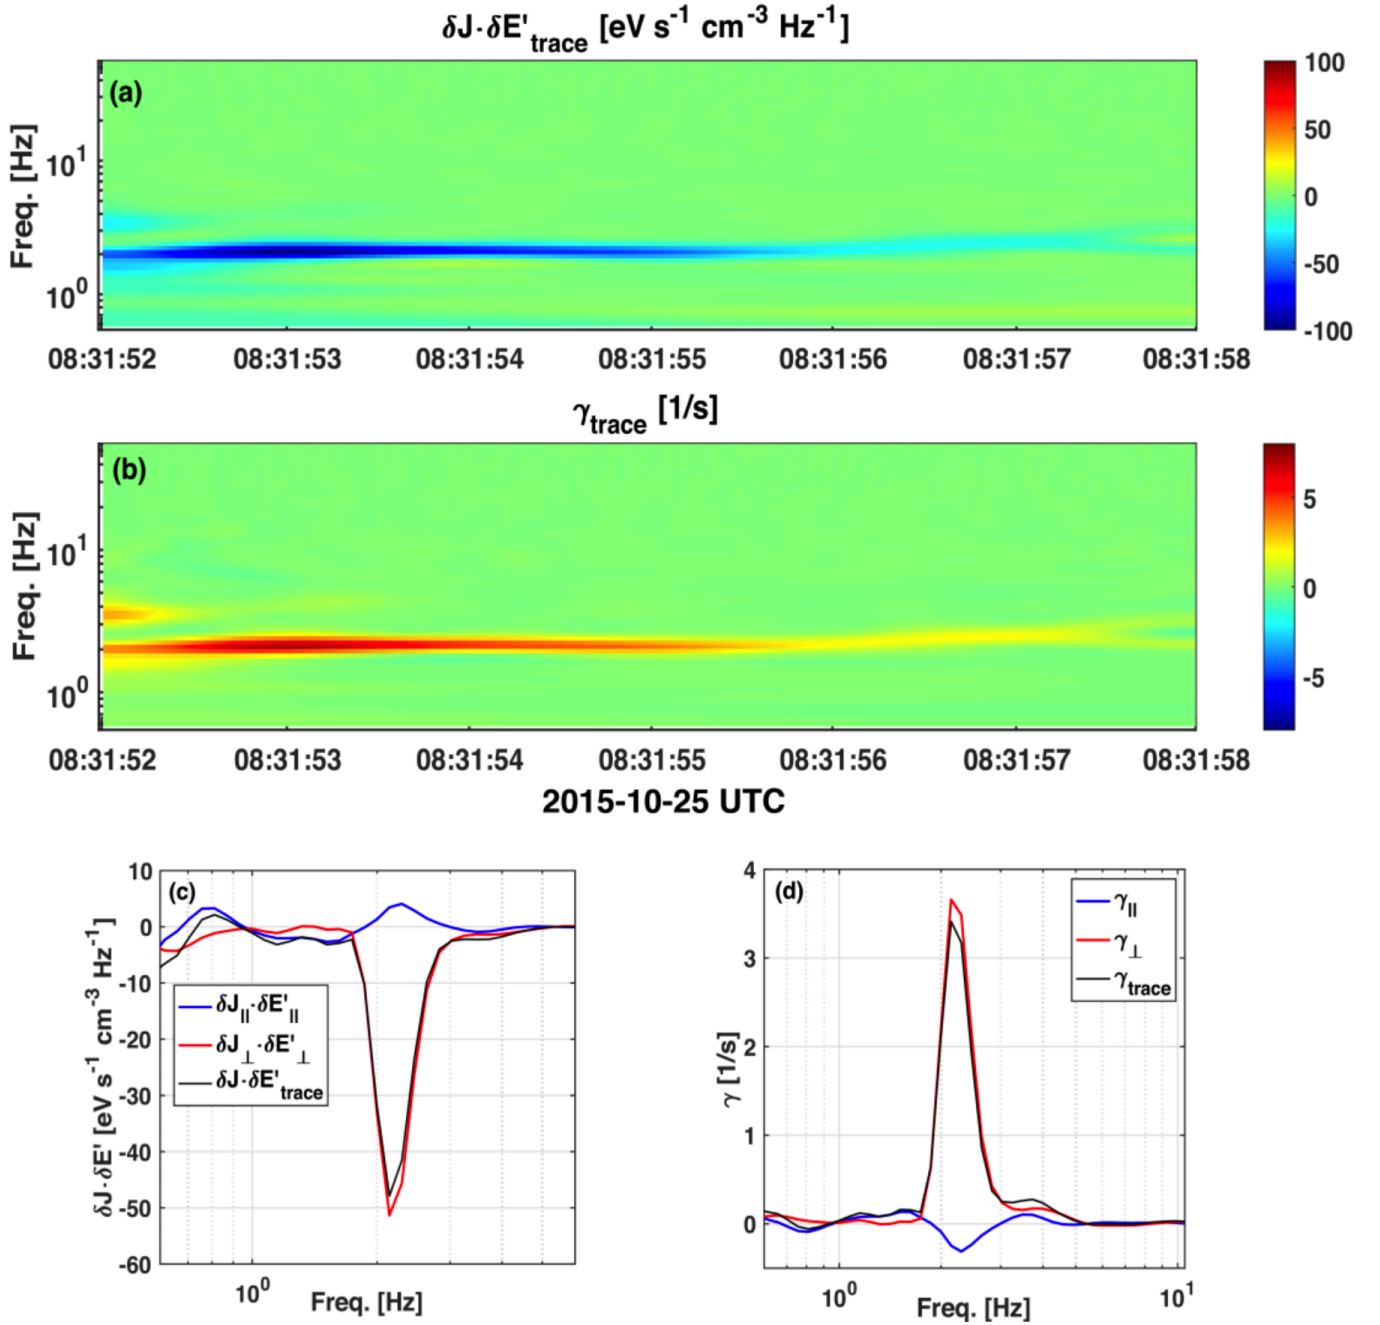 δJ·δE'trace [eV s-1 cm-3 Hz-1]
(a)
Freq. [Hz]
10^1
10^0
08:31:52 08:31:53 08:31:54 08:31:55 08:31:56 08:31:57 08:31:58
100
50
0
-50
-100
γtrace [1/s]
(b)
Freq. [Hz]
10^1
10^0
08:31:52 08:31:53 08:31:54 08:31:55 08:31:56 08:31:57 08:31:58
5
0
-5
2015-10-25 UTC
(c)
δJ·δE' [eV s-1 cm-3 Hz-1]
10
0
-10
-20
-30
-40
-50
-60
δJ||·δE'||
δJ⊥·δE'⊥
δJ·δE'trace
10^0
Freq. [Hz]
(d)
γ [1/s]
4
3
2
1
0
γ||
γ⊥
γtrace
10^0 10^1
Freq. [Hz]